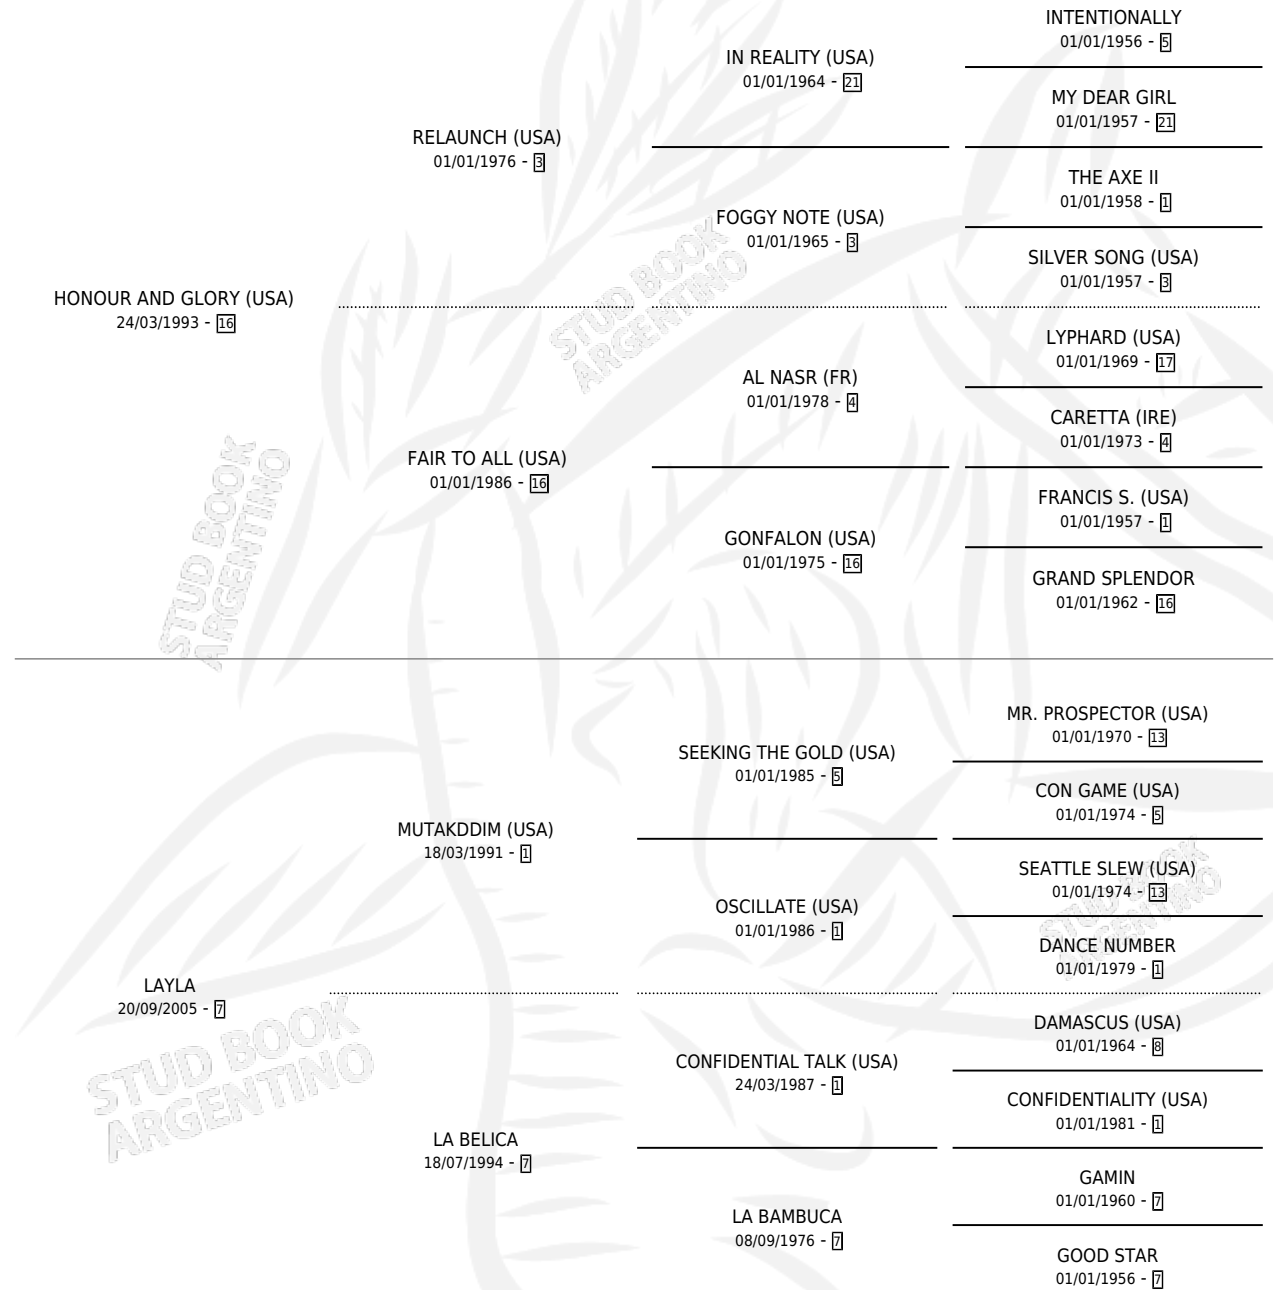 INTENTIONALLY
01/01/1956 - 5
IN REALITY (USA)
01/01/1964 - 21
MY DEAR GIRL
01/01/1957 - 21
RELAUNCH (USA)
01/01/1976 - 3
THE AXE II
01/01/1958 - 1
FOGGY NOTE (USA)
01/01/1965 - 3
SILVER SONG (USA)
01/01/1957 - 3
HONOUR AND GLORY (USA)
24/03/1993 - 16
LYPHARD (USA)
01/01/1969 - 17
AL NASR (FR)
01/01/1978 - 4
CARETTA (IRE)
01/01/1973 - 4
FAIR TO ALL (USA)
01/01/1986 - 16
FRANCIS S. (USA)
01/01/1957 - 1
GONFALON (USA)
01/01/1975 - 16
GRAND SPLENDOR
01/01/1962 - 16
MR. PROSPECTOR (USA)
01/01/1970 - 13
SEEKING THE GOLD (USA)
01/01/1985 - 5
CON GAME (USA)
01/01/1974 - 5
MUTAKDDIM (USA)
18/03/1991 - 1
SEATTLE SLEW (USA)
01/01/1974 - 13
OSCILLATE (USA)
01/01/1986 - 1
DANCE NUMBER
01/01/1979 - 1
LAYLA
20/09/2005 - 7
DAMASCUS (USA)
01/01/1964 - 8
CONFIDENTIAL TALK (USA)
24/03/1987 - 1
CONFIDENTIALITY (USA)
01/01/1981 - 1
LA BELICA
18/07/1994 - 7
GAMIN
01/01/1960 - 7
LA BAMBUCA
08/09/1976 - 7
GOOD STAR
01/01/1956 - 7
STUD BOOK
ARGENTINO
STUD BOOK
ARGENTINO
STUD BOOK
ARGENTINO
STUD BOOK
ARGENTINO